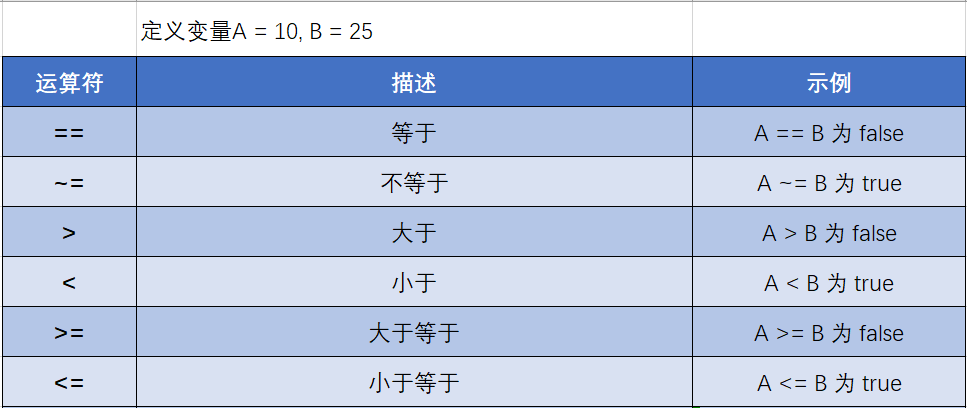 定义变量A = 10, B = 25
运算符 描述 示例
== 等于 A == B 为 false
~= 不等于 A ~= B 为 true
> 大于 A > B 为 false
< 小于 A < B 为 true
>= 大于等于 A >= B 为 false
<= 小于等于 A <= B 为 true